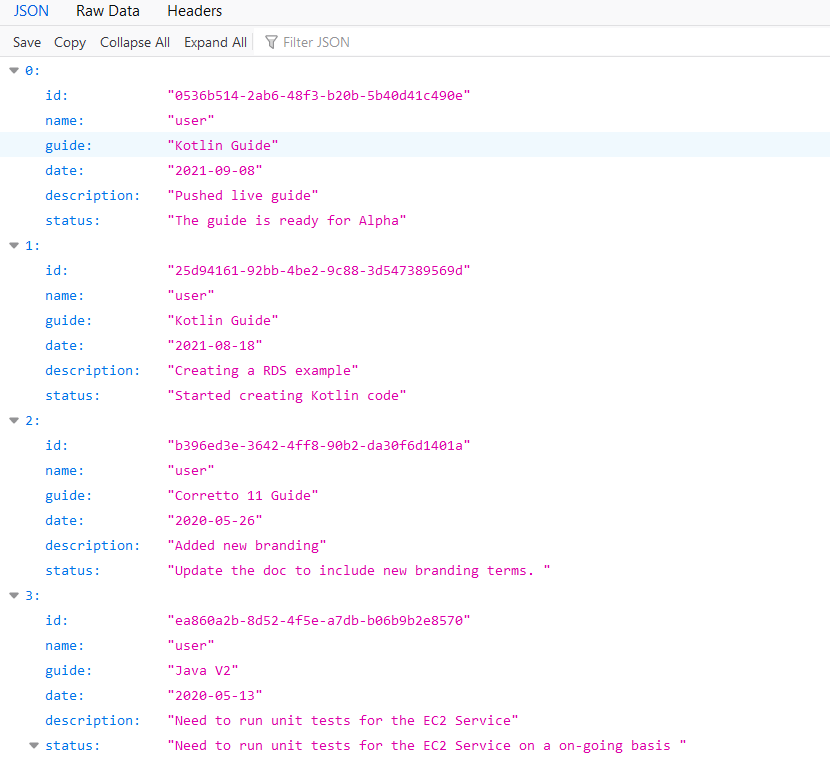 JSON Raw Data Headers
Save Copy Collapse All Expand All Filter JSON
0:
id: "0536b514-2ab6-48f3-b20b-5b40d41c490e"
name: "user"
guide: "Kotlin Guide"
date: "2021-09-08"
description: "Pushed live guide"
status: "The guide is ready for Alpha"
1:
id: "25d94161-92bb-4be2-9c88-3d547389569d"
name: "user"
guide: "Kotlin Guide"
date: "2021-08-18"
description: "Creating a RDS example"
status: "Started creating Kotlin code"
2:
id: "b396ed3e-3642-4ff8-90b2-da30f6d1401a"
name: "user"
guide: "Corretto 11 Guide"
date: "2020-05-26"
description: "Added new branding"
status: "Update the doc to include new branding terms. "
3:
id: "ea860a2b-8d52-4f5e-a7db-b06b9b2e8570"
name: "user"
guide: "Java V2"
date: "2020-05-13"
description: "Need to run unit tests for the EC2 Service"
status: "Need to run unit tests for the EC2 Service on a on-going basis "